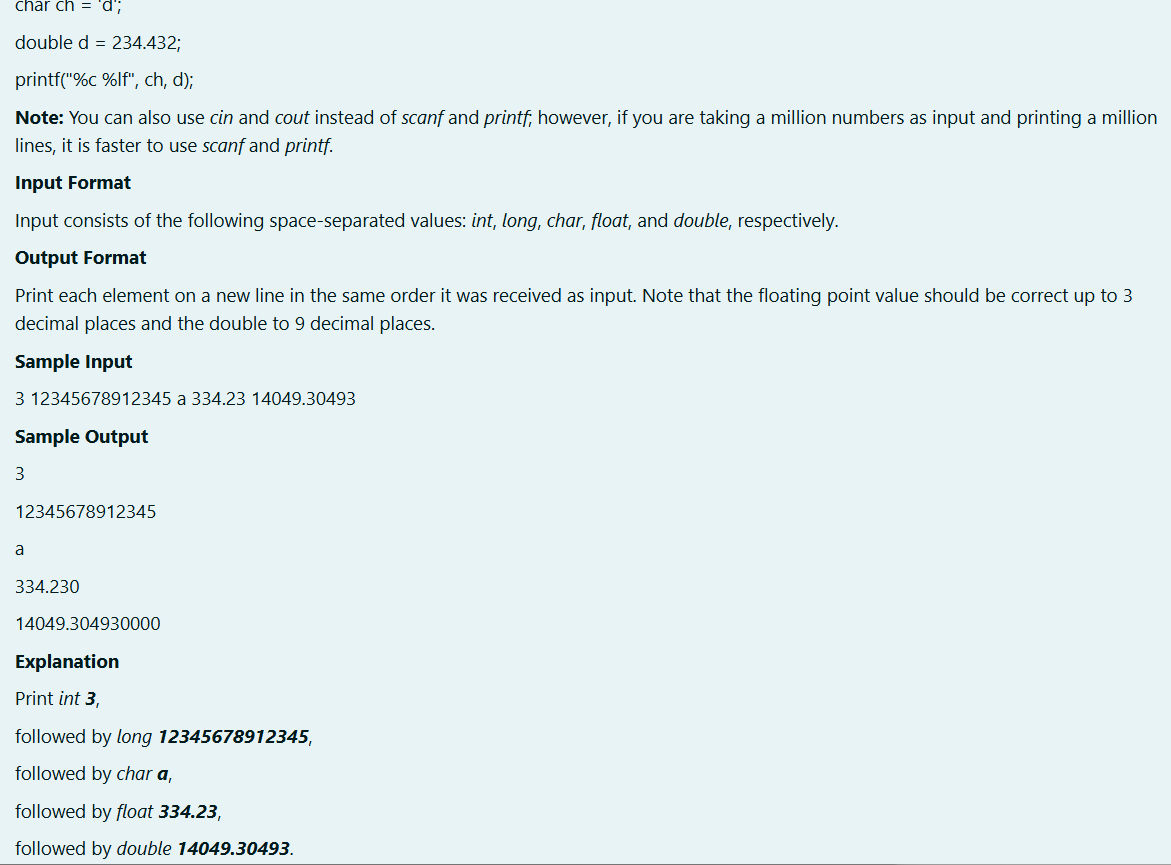 char ch = 'd';
double d = 234.432;
printf("%c %lf", ch, d);
Note: You can also use cin and cout instead of scanf and printf; however, if you are taking a million numbers as input and printing a million
lines, it is faster to use scanf and printf.
Input Format
Input consists of the following space-separated values: int, long, char, float, and double, respectively.
Output Format
Print each element on a new line in the same order it was received as input. Note that the floating point value should be correct up to 3
decimal places and the double to 9 decimal places.
Sample Input
3 12345678912345 a 334.23 14049.30493
Sample Output
3
12345678912345
a
334.230
14049.304930000
Explanation
Print int 3,
followed by long 12345678912345,
followed by char a,
followed by float 334.23,
followed by double 14049.30493.